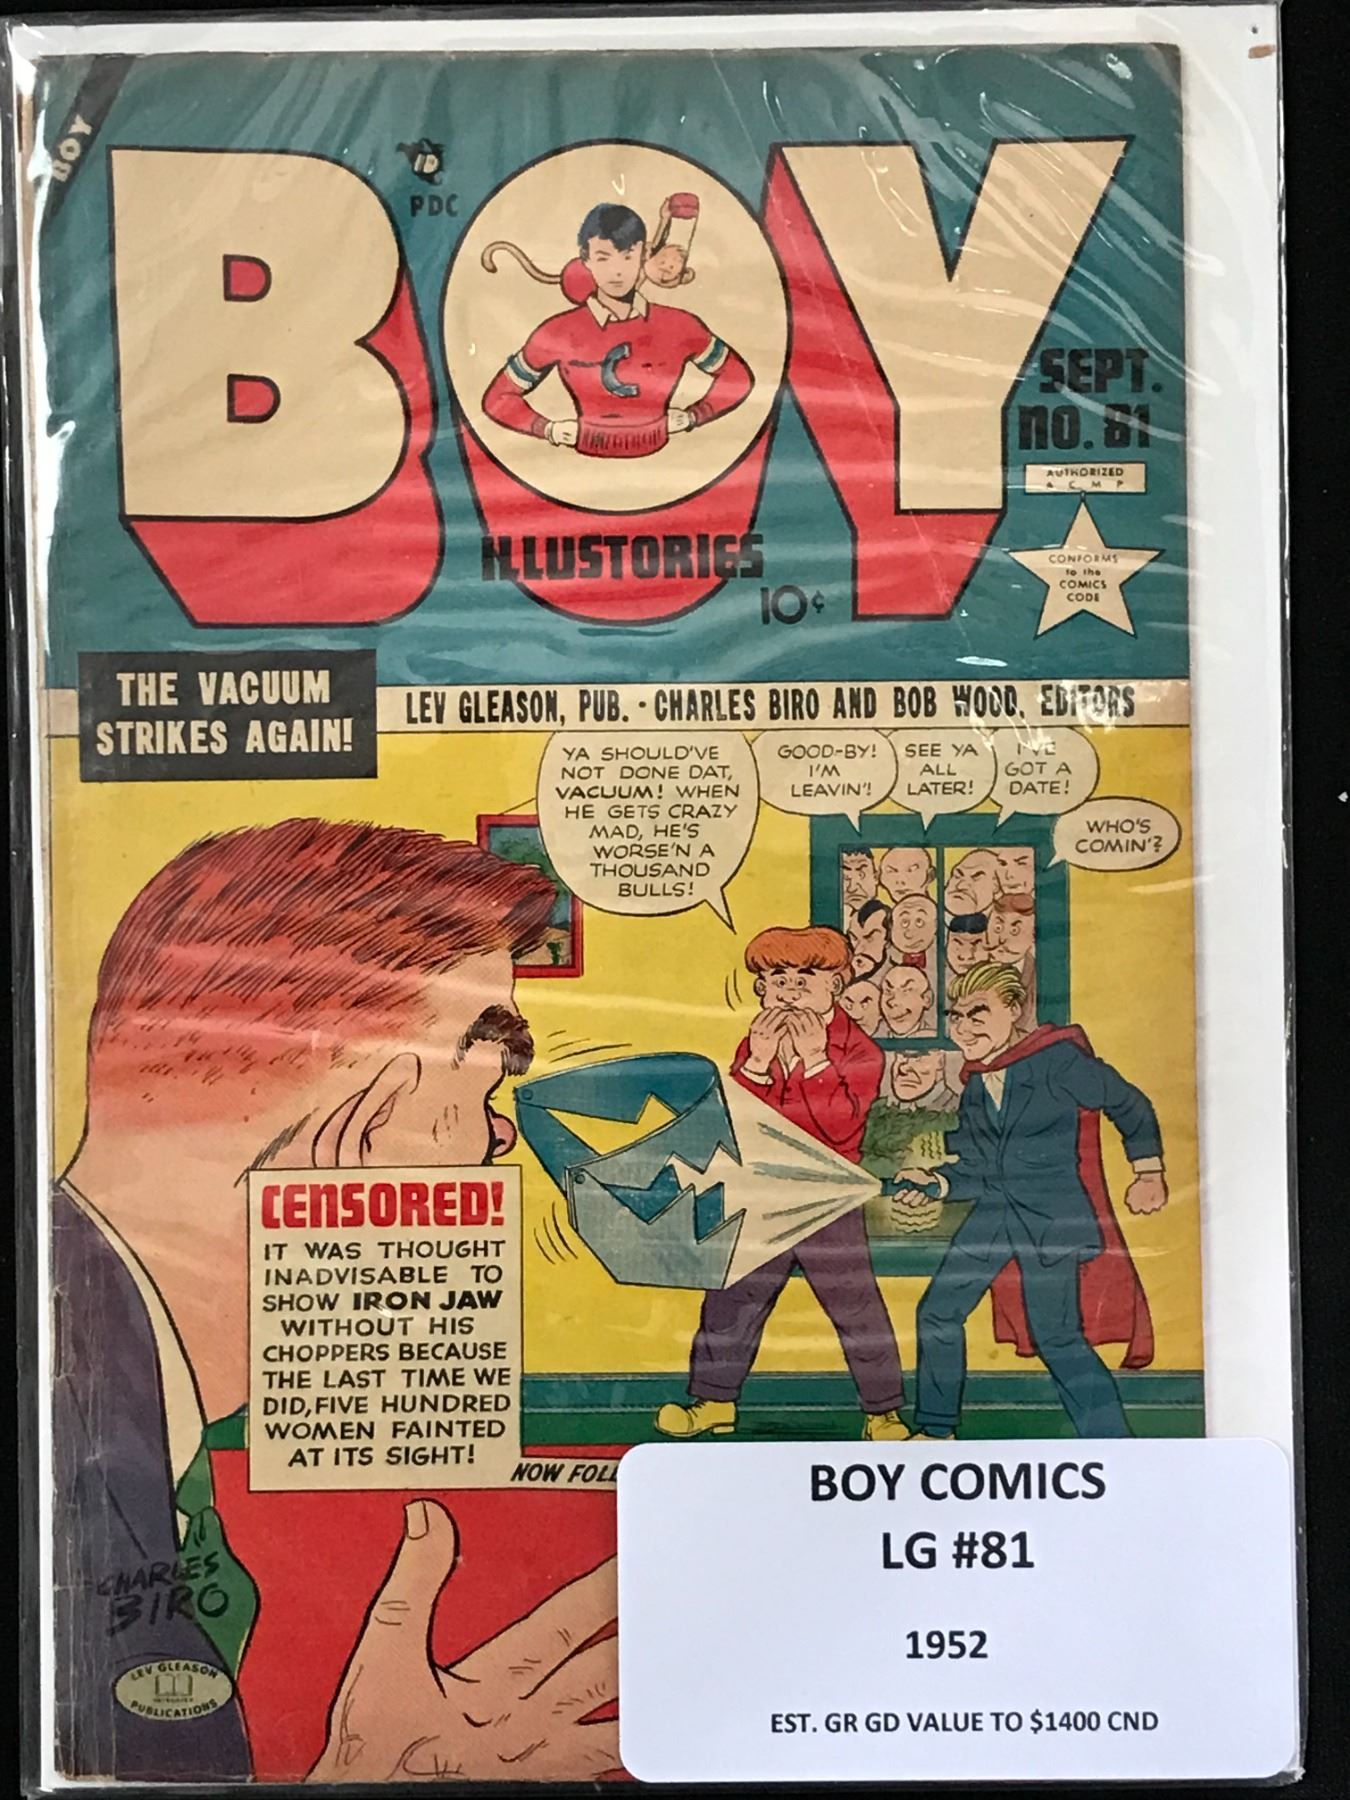 BOY
PDC
BOY
C
SEPT.
NO. 81
AUTHORIZED
A C M P
CONFORMS
to the
COMICS
CODE
ILLUSTORIES
10¢
THE VACUUM
STRIKES AGAIN!
LEV GLEASON, PUB. • CHARLES BIRO AND BOB WOOD, EDITORS
YA SHOULD'VE
NOT DONE DAT,
VACUUM! WHEN
HE GETS CRAZY
MAD, HE'S
WORSE'N A
THOUSAND
BULLS!
GOOD-BY!
I'M
LEAVIN'!
SEE YA
ALL
LATER!
I'VE
GOT A
DATE!
WHO'S
COMIN'?
CENSORED!
IT WAS THOUGHT
INADVISABLE TO
SHOW IRON JAW
WITHOUT HIS
CHOPPERS BECAUSE
THE LAST TIME WE
DID, FIVE HUNDRED
WOMEN FAINTED
AT ITS SIGHT!
NOW FOLL
CHARLES
BIRO
LEV GLEASON
PUBLICATIONS
BOY COMICS
LG #81
1952
EST. GR GD VALUE TO $1400 CND